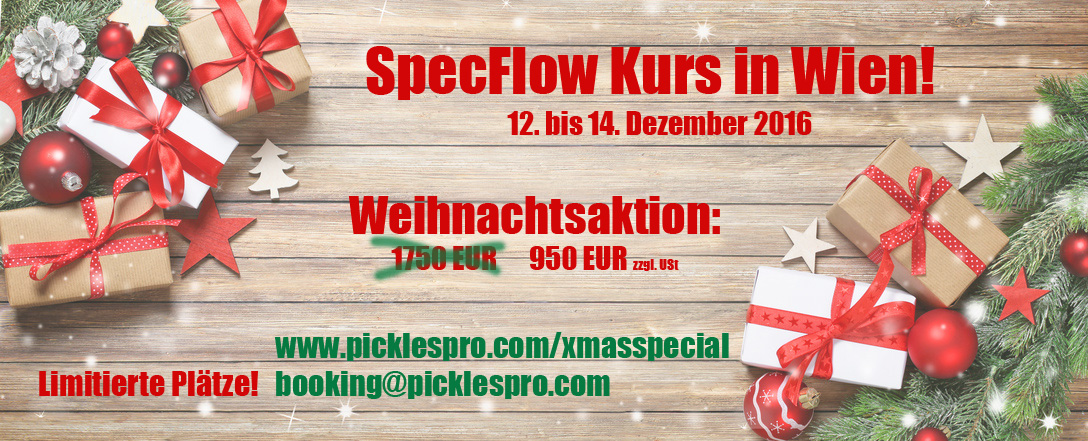 SpecFlow Kurs in Wien!
12. bis 14. Dezember 2016
Weihnachtsaktion:
1750 EUR 950 EUR zzgl. USt
www.picklespro.com/xmasspecial
Limitierte Plätze! booking@picklespro.com